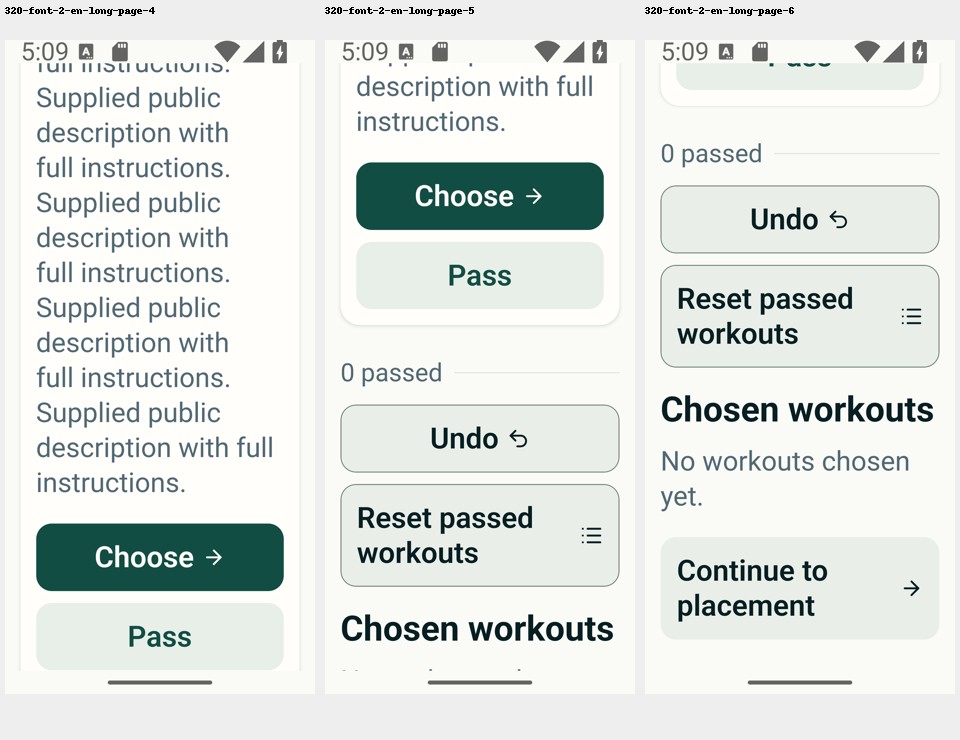 320-font-2-en-long-page-4
5:09
full instructions.
Supplied public
description with
full instructions.
Supplied public
description with
full instructions.
Supplied public
description with
full instructions.
Supplied public
description with full
instructions.
Choose →
Pass
320-font-2-en-long-page-5
5:09
description with full
instructions.
Choose →
Pass
0 passed
Undo
Reset passed
workouts
Chosen workouts
320-font-2-en-long-page-6
5:09
Pass
0 passed
Undo
Reset passed
workouts
Chosen workouts
No workouts chosen
yet.
Continue to
placement →